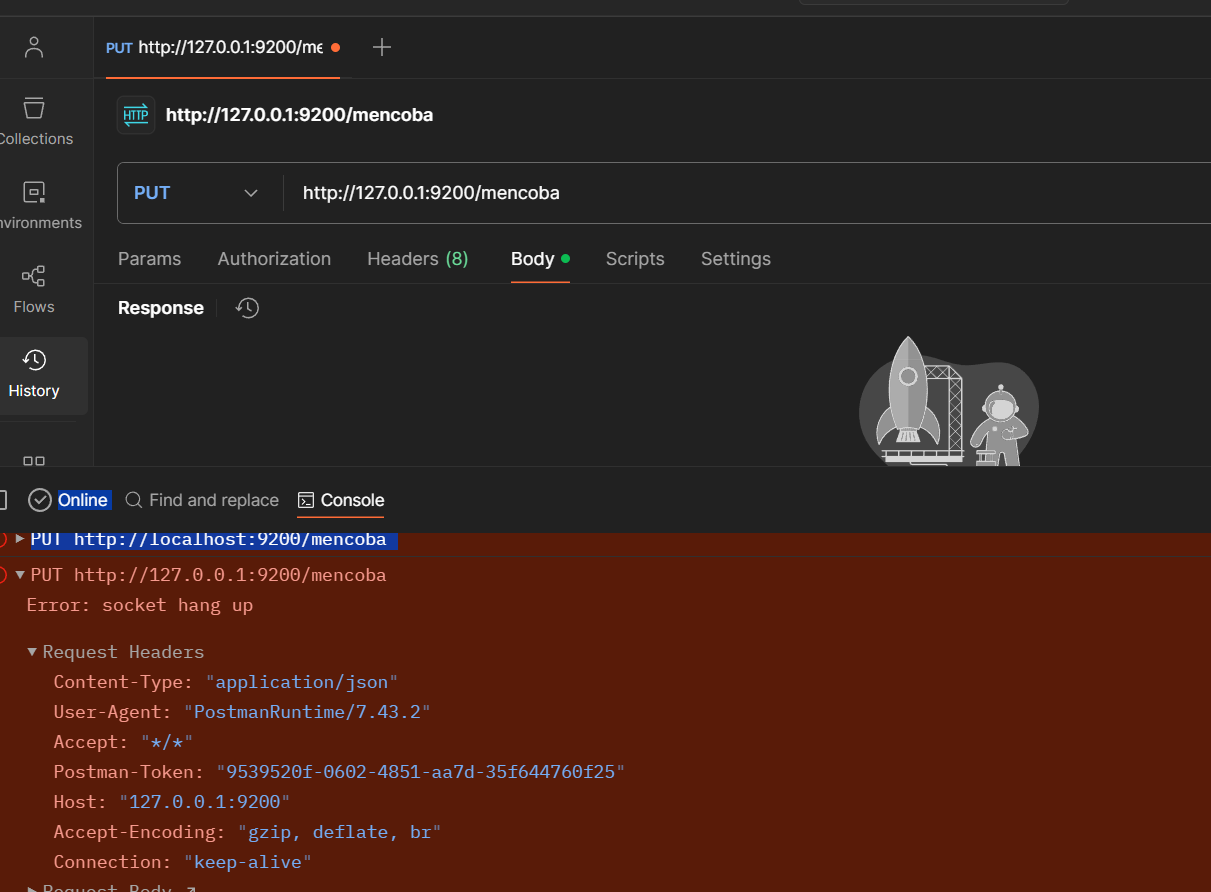 PUT http://127.0.0.1:9200/me
HTTP http://127.0.0.1:9200/mencoba
Collections
PUT http://127.0.0.1:9200/mencoba
nvironments
Params Authorization Headers (8) Body Scripts Settings
Flows
Response
History
Online Find and replace Console
PUT http://localhost:9200/mencoba
PUT http://127.0.0.1:9200/mencoba
Error: socket hang up
Request Headers
Content-Type: "application/json"
User-Agent: "PostmanRuntime/7.43.2"
Accept: "*/*"
Postman-Token: "9539520f-0602-4851-aa7d-35f644760f25"
Host: "127.0.0.1:9200"
Accept-Encoding: "gzip, deflate, br"
Connection: "keep-alive"
Request Body